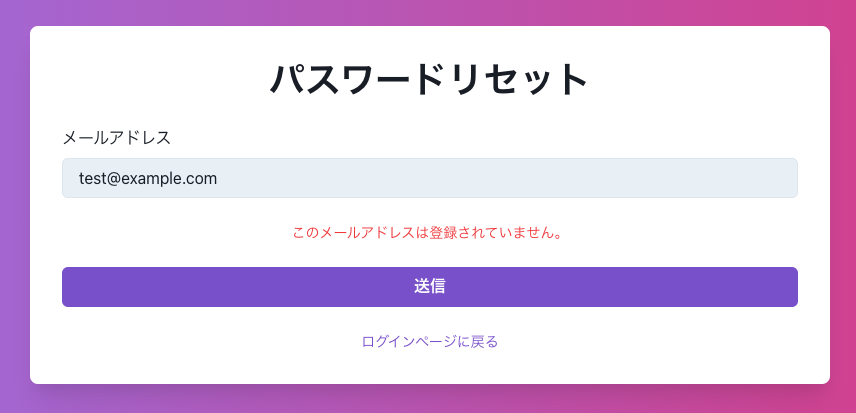 パスワードリセット
メールアドレス
test@example.com
このメールアドレスは登録されていません。
送信
ログインページに戻る